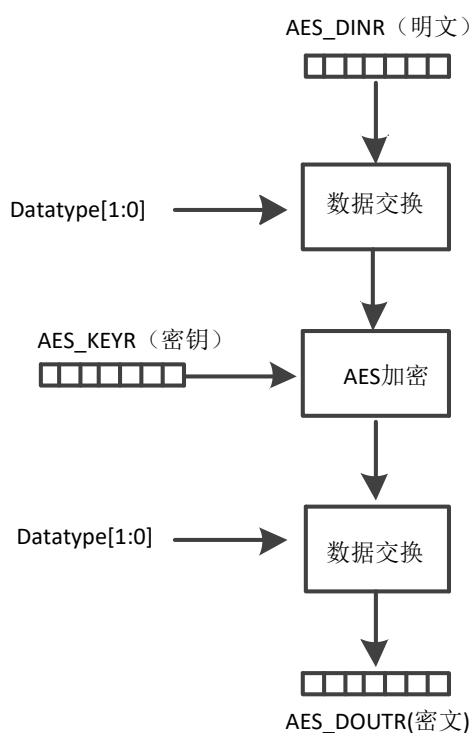 AES_DINR（明文）
Datatype[1:0]
数据交换
AES_KEYR（密钥）
AES加密
Datatype[1:0]
数据交换
AES_DOUTR(密文)